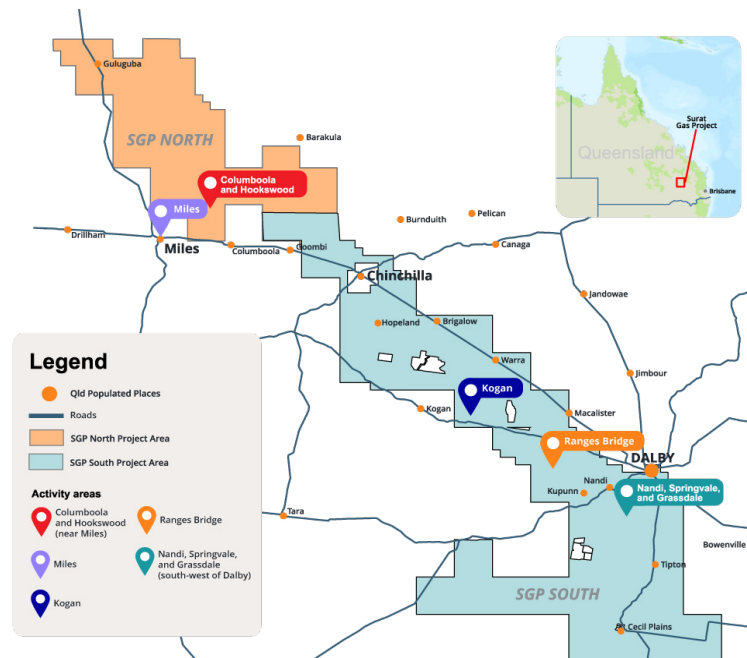 Guluguba
SGP NORTH
Barakula
Columboola
and Hookswood
Miles
Drillham
Miles
Columboola
Goombi
Burnduith
Pelican
Canaga
Chinchilla
Jandowae
Hopeland
Brigalow
Warra
Jimbour
Kogan
Kogan
Macalister
Ranges Bridge
DALBY
Nandi
Kupunn
Nandi, Springvale,
and Grassdale
Tara
Bowenville
Tipton
SGP SOUTH
Cecil Plains
Surat
Gas Project
Queensland
Brisbane
Legend
Qld Populated Places
Roads
SGP North Project Area
SGP South Project Area
Activity areas
Columboola
and Hookswood
(near Miles)
Ranges Bridge
Miles
Nandi, Springvale,
and Grassdale
(south-west of Dalby)
Kogan